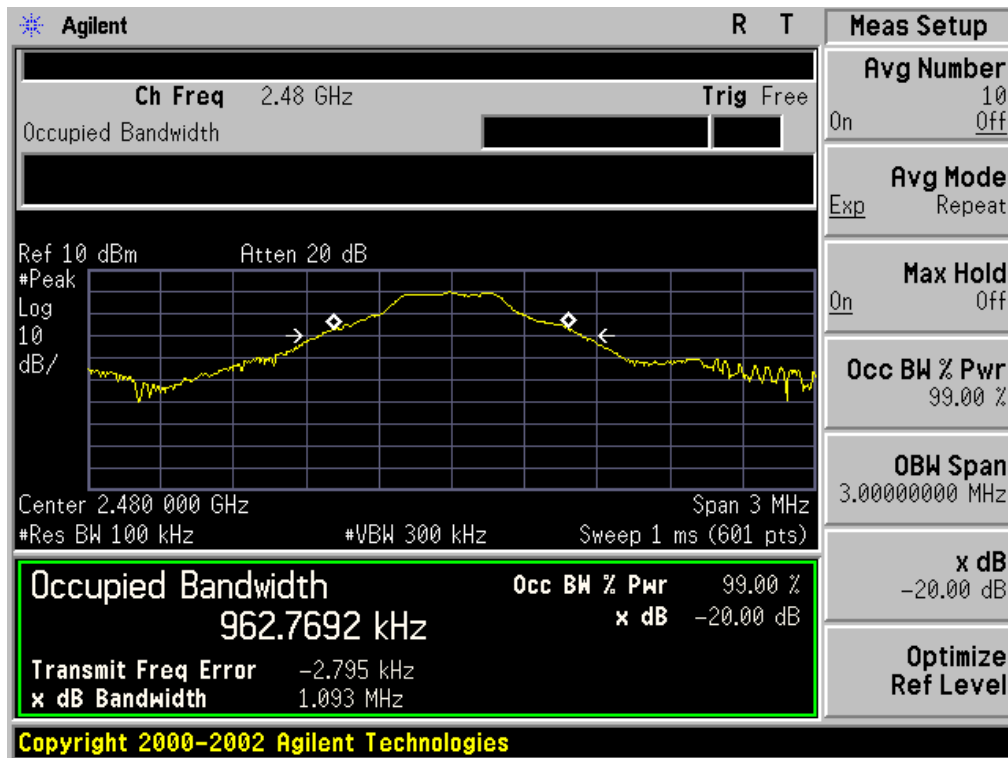 Agilent R T
Ch Freq 2.48 GHz Trig Free
Occupied Bandwidth
Ref 10 dBm Atten 20 dB
#Peak
Log
10
dB/
Center 2.480 000 GHz Span 3 MHz
#Res BW 100 kHz #VBW 300 kHz Sweep 1 ms (601 pts)
Occupied Bandwidth
962.7692 kHz
Occ BW % Pwr 99.00 %
x dB -20.00 dB
Transmit Freq Error -2.795 kHz
x dB Bandwidth 1.093 MHz
Copyright 2000-2002 Agilent Technologies
Meas Setup
Avg Number
10
On Off
Avg Mode
Exp Repeat
Max Hold
On Off
Occ BW % Pwr
99.00 %
OBW Span
3.00000000 MHz
x dB
-20.00 dB
Optimize
Ref Level